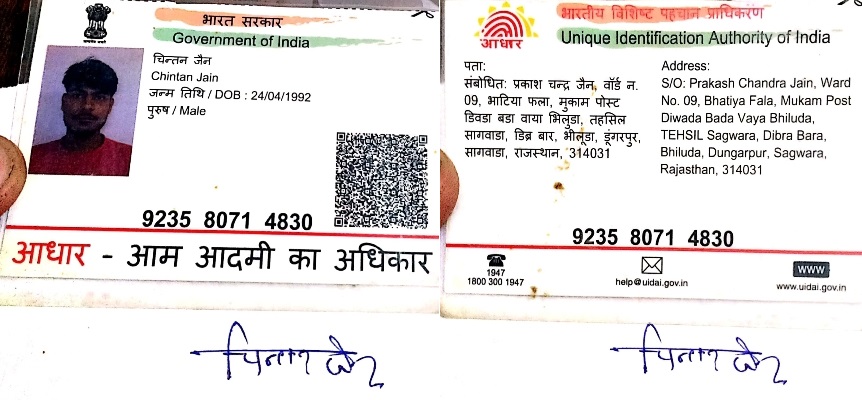 भारत सरकार
Government of India
चिन्तन जैन
Chintan Jain
जन्म तिथि / DOB : 24/04/1992
पुरुष / Male
9235 8071 4830
आधार - आम आदमी का अधिकार
चिन्तन जैन
भारतीय विशिष्ट पहचान प्राधिकरण
आधार
Unique Identification Authority of India
पता:
संबोधित: प्रकाश चन्द्र जैन, वॉर्ड न.
09, भाटिया फला, मुकाम पोस्ट
डिवडा बडा वाया भिलुडा, तहसिल
सागवाडा, डिब्र बार, भीलूडा, डूंगरपुर,
सागवाडा, राजस्थान, 314031
Address:
S/O: Prakash Chandra Jain, Ward
No. 09, Bhatiya Fala, Mukam Post
Diwada Bada Vaya Bhiluda,
TEHSIL Sagwara, Dibra Bara,
Bhiluda, Dungarpur, Sagwara,
Rajasthan, 314031
9235 8071 4830
1947
1800 300 1947
help@uidai.gov.in
www
www.uidai.gov.in
चिन्तन जैन